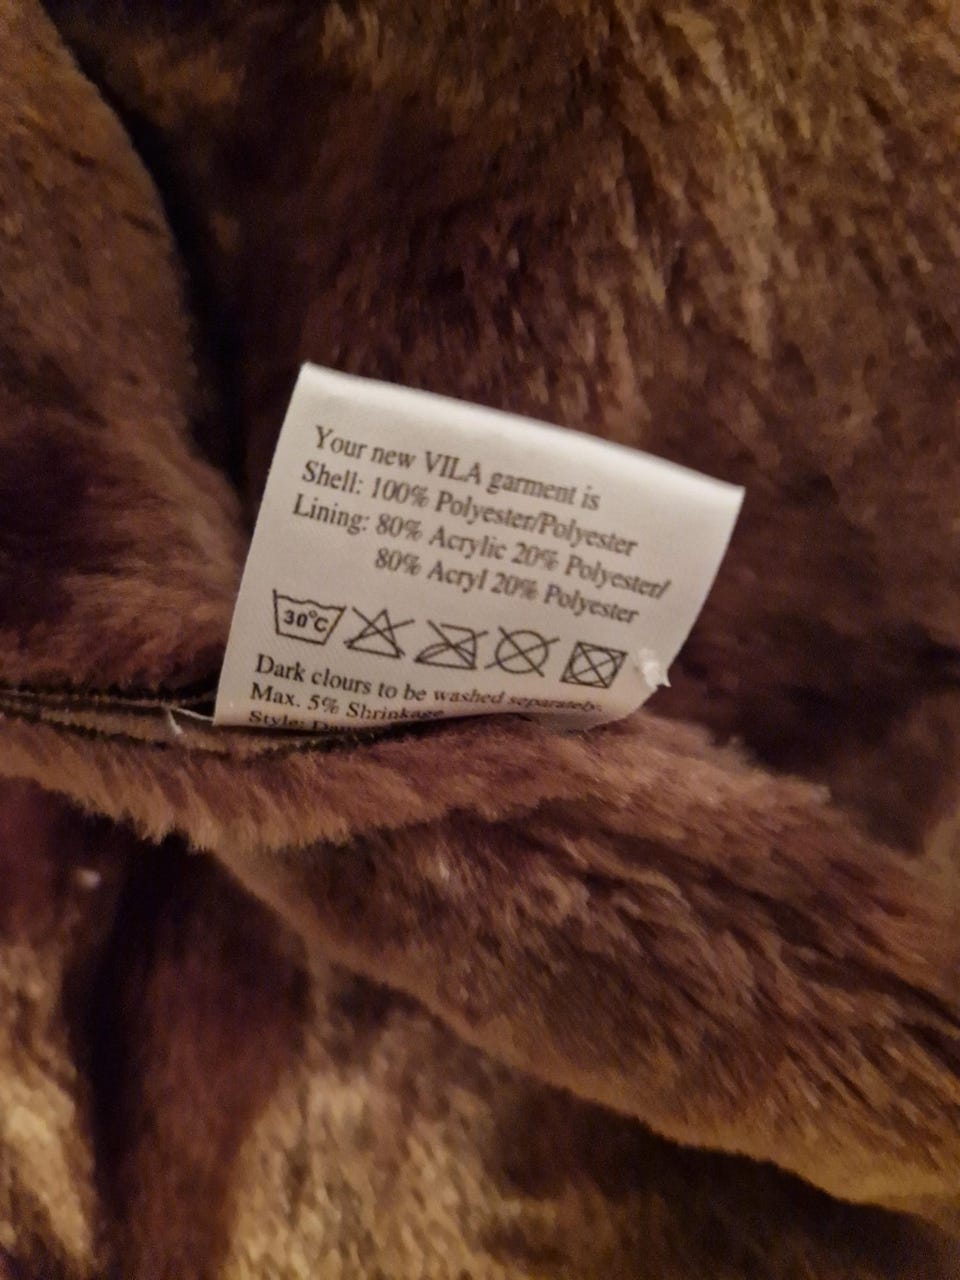 Your new VILA garment is
Shell: 100% Polyester/Polyester
Lining: 80% Acrylic 20% Polyester/
80% Acryl 20% Polyester
30°C
Dark clours to be washed separately.
Max. 5% Shrinkage
Style: